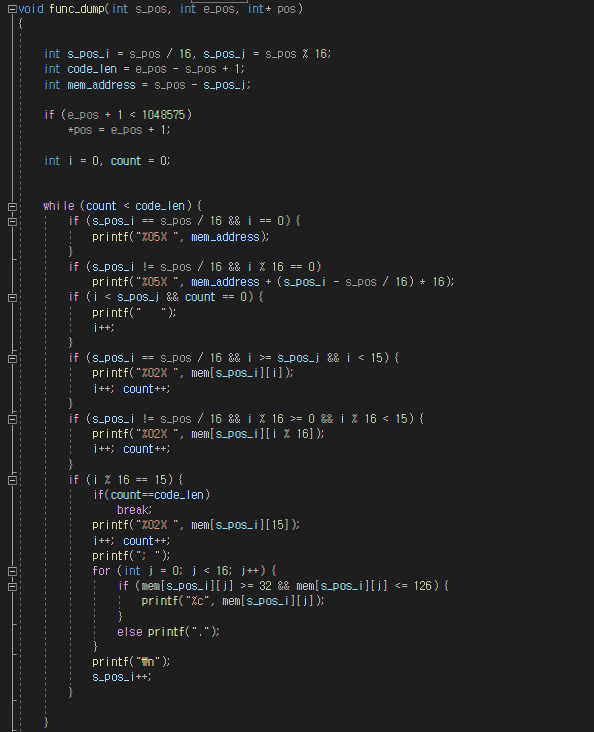 void func_dump(int s_pos, int e_pos, int* pos)
{
int s_pos_i = s_pos / 16, s_pos_j = s_pos % 16;
int code_len = e_pos - s_pos + 1;
int mem_address = s_pos - s_pos_j;
if (e_pos + 1 < 1048575)
*pos = e_pos + 1;
int i = 0, count = 0;
while (count < code_len) {
if (s_pos_i == s_pos / 16 && i == 0) {
printf("%05X ", mem_address);
}
if (s_pos_i != s_pos / 16 && i % 16 == 0)
printf("%05X ", mem_address + (s_pos_i - s_pos / 16) * 16);
if (i < s_pos_j && count == 0) {
printf("   ");
i++;
}
if (s_pos_i == s_pos / 16 && i >= s_pos_j && i < 15) {
printf("%02X ", mem[s_pos_i][i]);
i++; count++;
}
if (s_pos_i != s_pos / 16 && i % 16 >= 0 && i % 16 < 15) {
printf("%02X ", mem[s_pos_i][i % 16]);
i++; count++;
}
if (i % 16 == 15) {
if(count==code_len)
break;
printf("%02X ", mem[s_pos_i][15]);
i++; count++;
printf("; ");
for (int j = 0; j < 16; j++) {
if (mem[s_pos_i][j] >= 32 && mem[s_pos_i][j] <= 126) {
printf("%c", mem[s_pos_i][j]);
}
else printf(".");
}
printf("₩n");
s_pos_i++;
}
}